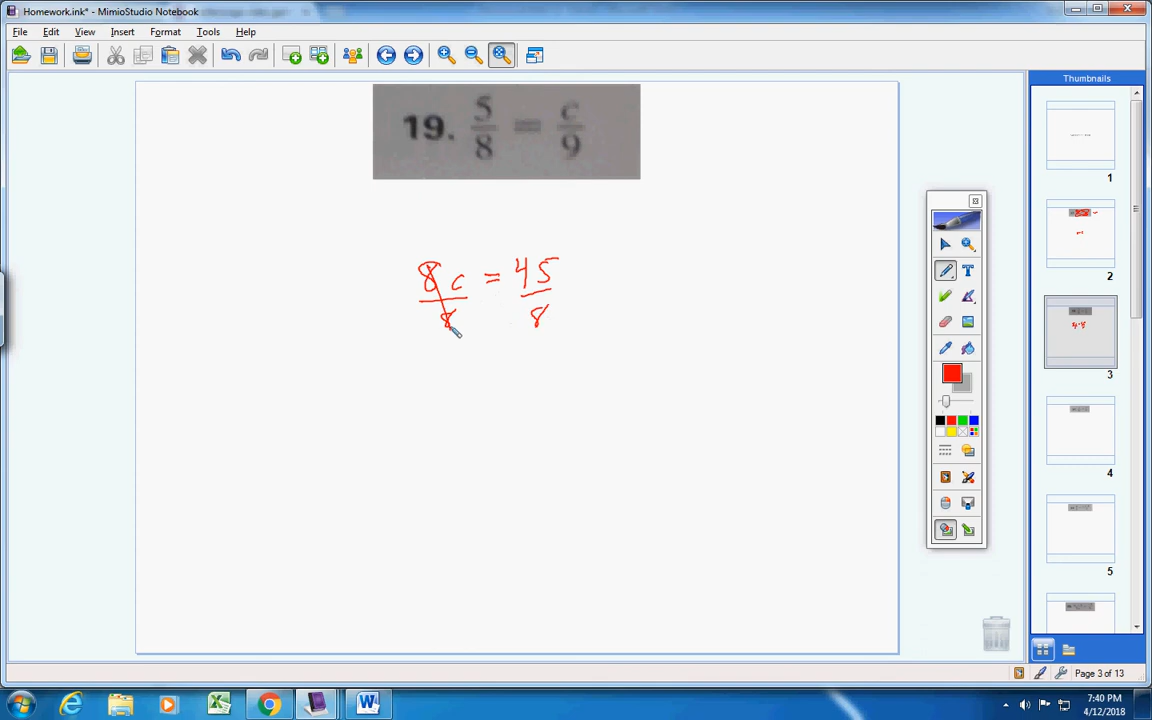 Homework.ink* - MimioStudio Notebook
File Edit View Insert Format Tools Help
Thumbnails
19. 5/8 = c/9
8c = 45
8 8
T
1
2
3
4
5
Page 3 of 13
7:40 PM
4/12/2018